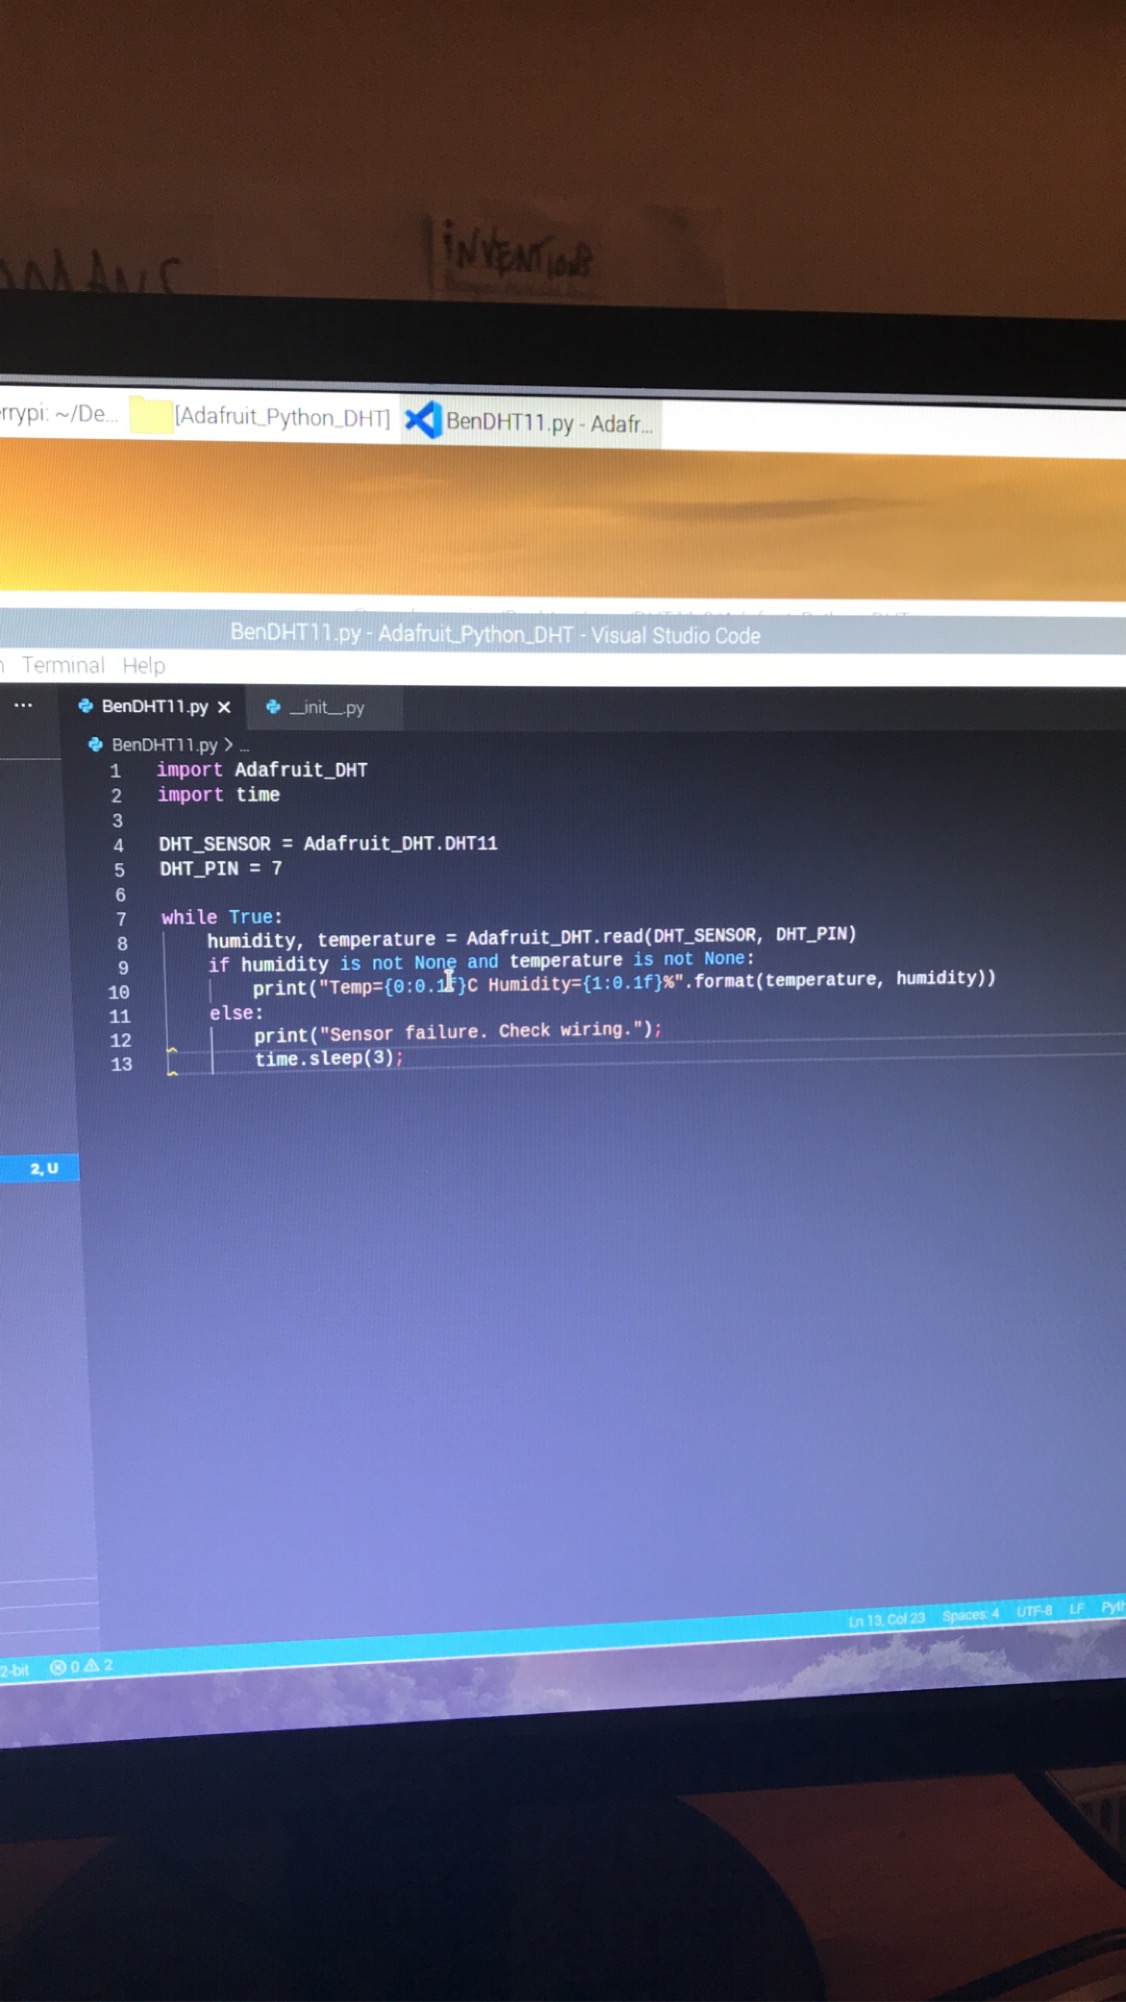 INVENTIONS
rrypi: ~/De... [Adafruit_Python_DHT] BenDHT11.py - Adafr...
BenDHT11.py - Adafruit_Python_DHT - Visual Studio Code
Terminal Help
... BenDHT11.py × __init__.py
BenDHT11.py > ...
1 import Adafruit_DHT
2 import time
3
4 DHT_SENSOR = Adafruit_DHT.DHT11
5 DHT_PIN = 7
6
7 while True:
8 humidity, temperature = Adafruit_DHT.read(DHT_SENSOR, DHT_PIN)
9 if humidity is not None and temperature is not None:
10 print("Temp={0:0.1f}C Humidity={1:0.1f}%".format(temperature, humidity))
11 else:
12 print("Sensor failure. Check wiring.");
13 time.sleep(3);
2, U
Ln 13, Col 23 Spaces: 4 UTF-8 LF Pyth
2-bit 0 2